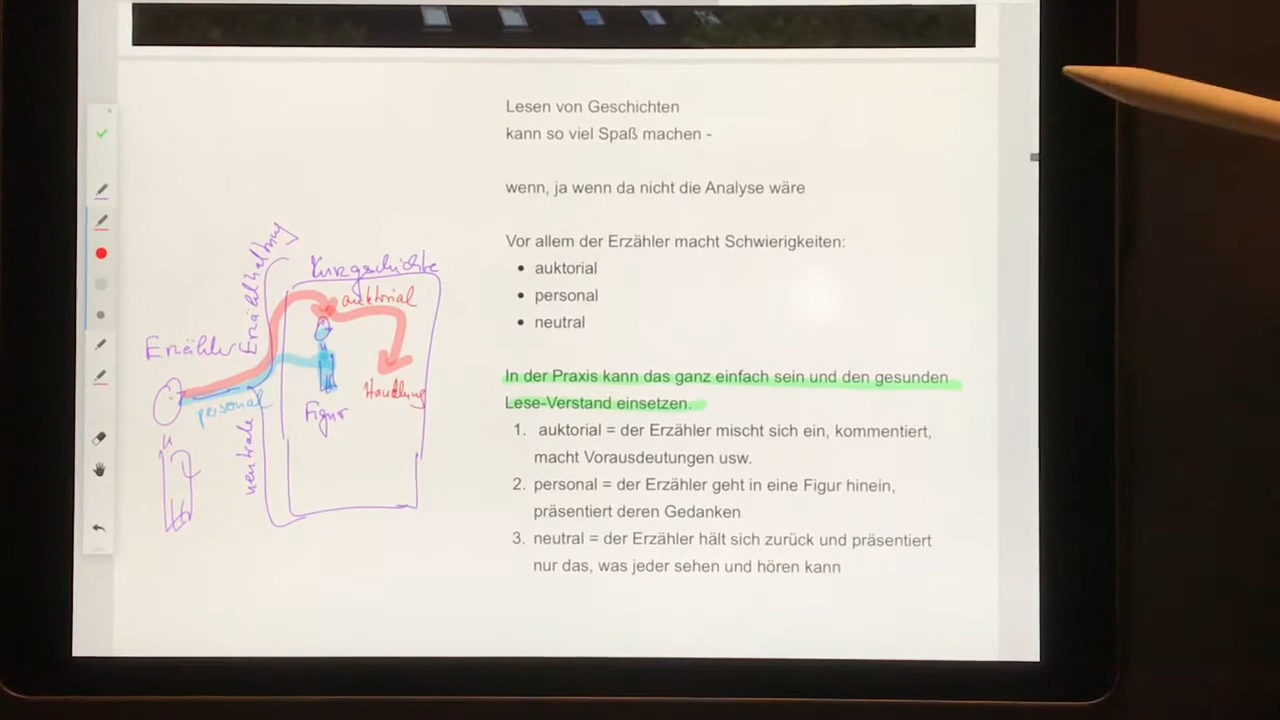 Lesen von Geschichten
kann so viel Spaß machen -
wenn, ja wenn da nicht die Analyse wäre
Vor allem der Erzähler macht Schwierigkeiten:
• auktorial
• personal
• neutral
In der Praxis kann das ganz einfach sein und den gesunden
Lese-Verstand einsetzen.
1. auktorial = der Erzähler mischt sich ein, kommentiert,
macht Vorausdeutungen usw.
2. personal = der Erzähler geht in eine Figur hinein,
präsentiert deren Gedanken
3. neutral = der Erzähler hält sich zurück und präsentiert
nur das, was jeder sehen und hören kann
Kurzgschichte
auktorial
Erzähler
Erzählhaltung
personal
Handlung
Figur
neutrale